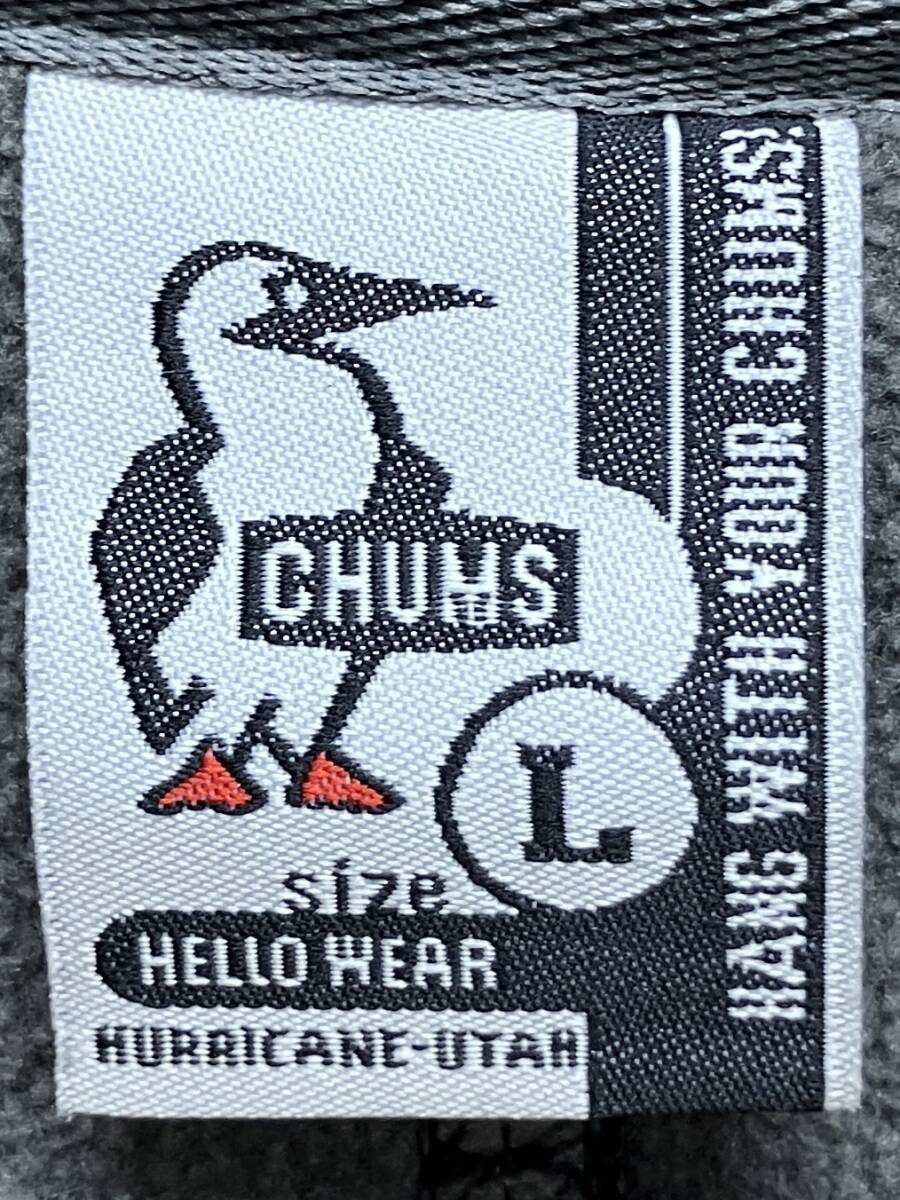 CHUMS
L
size
HELLO WEAR
HURRICANE-UTAH
HANG WITH YOUR CHUMS!